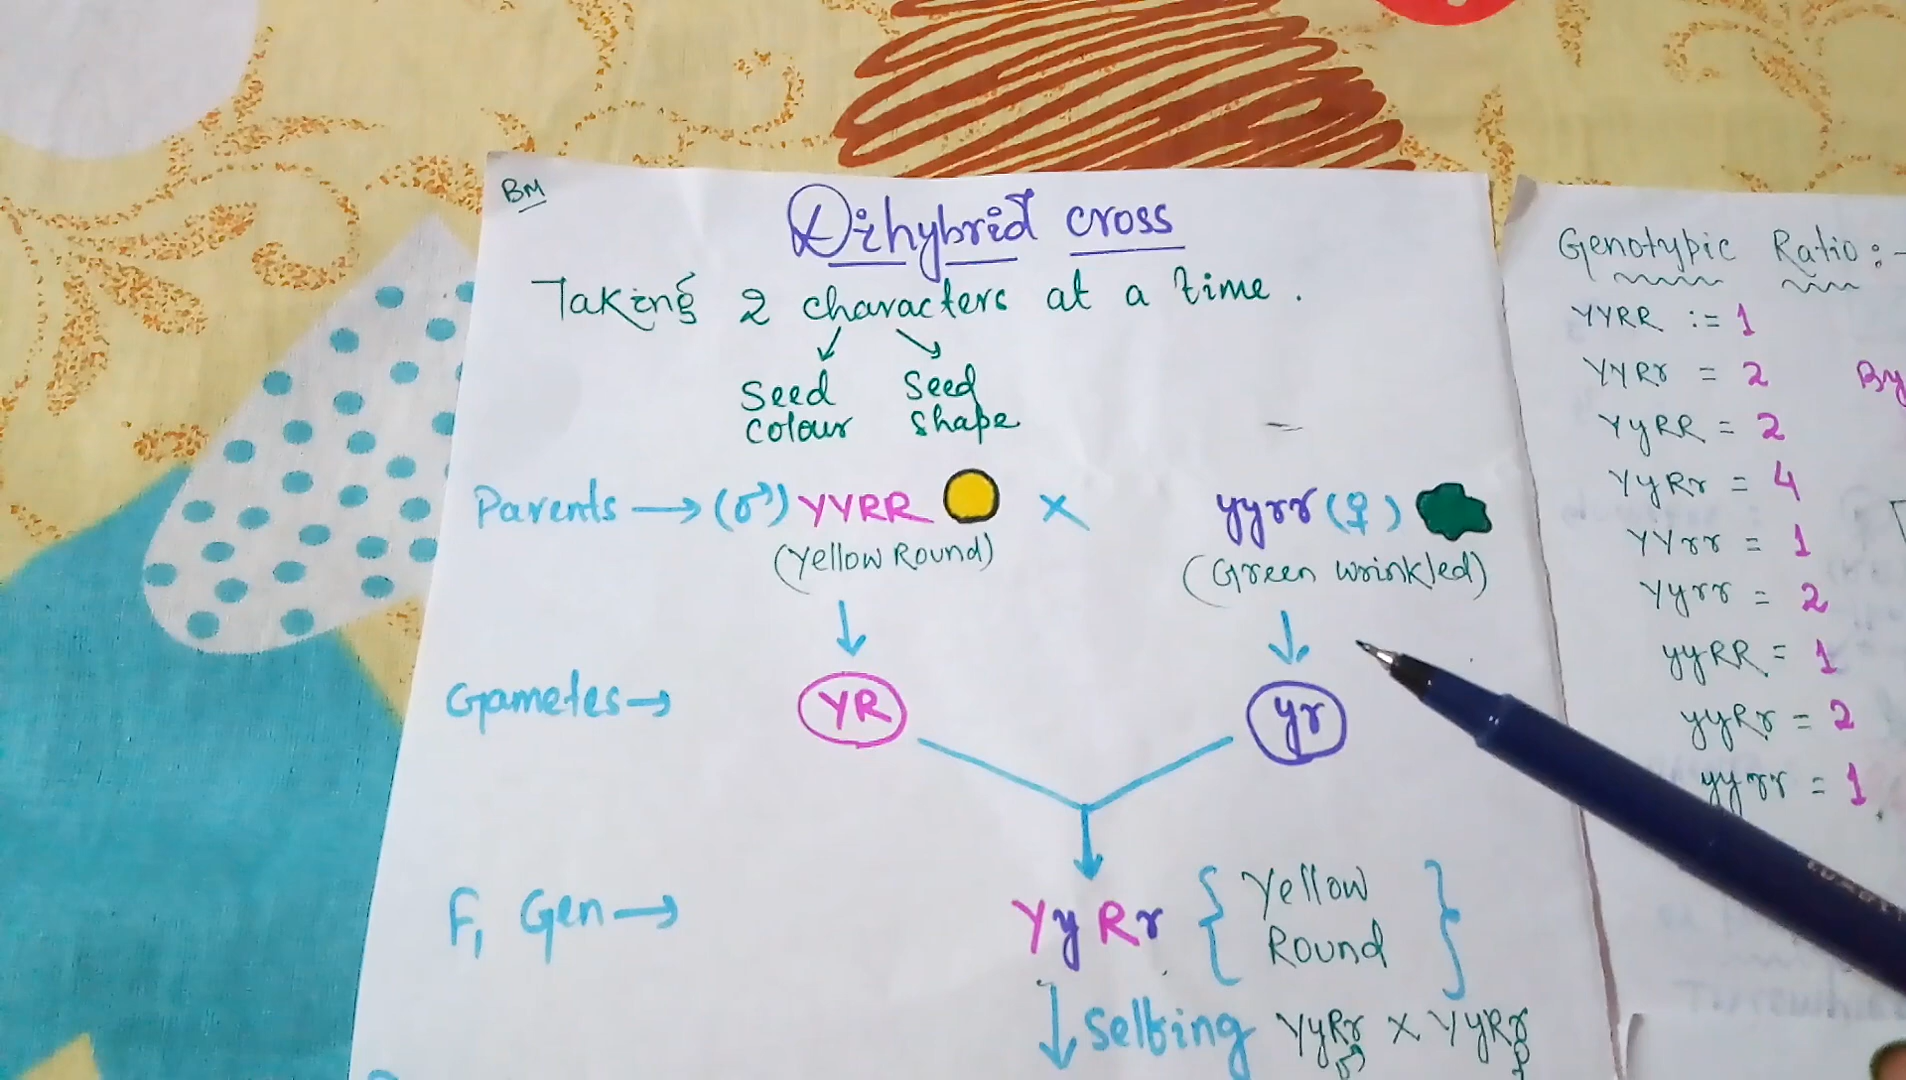 BM
Dihybrid cross
Taking 2 characters at a time.
Seed colour
Seed shape
Parents → (♂) YYRR × yyrr (♀)
(Yellow Round) (Green wrinkled)
Gametes → YR yr
F1 Gen → YyRr { Yellow Round }
↓ Selfing YyRr ♂ × YyRr ♀
Genotypic Ratio :-
YYRR := 1
YYRr = 2
By
YyRR = 2
YyRr = 4
YYrr = 1
Yyrr = 2
yyRR = 1
yyRr = 2
yyrr = 1